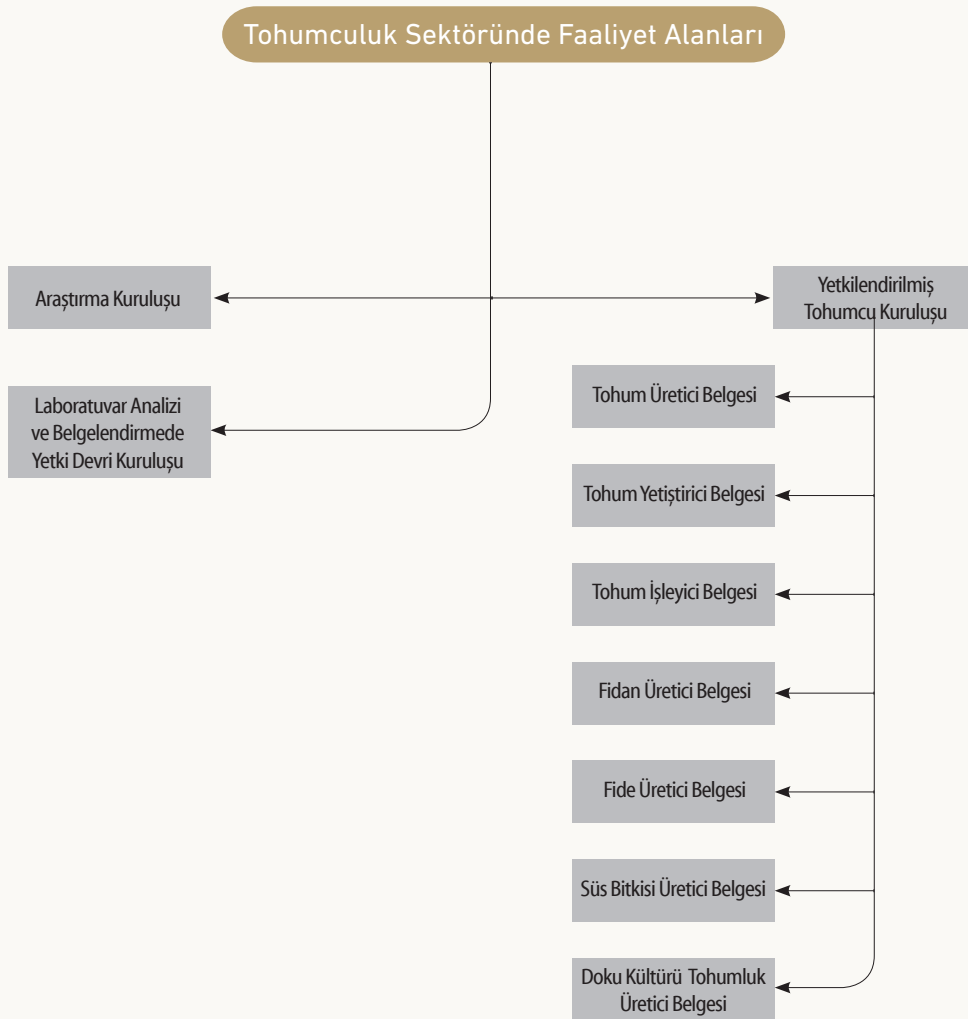 Tohumculuk Sektöründe Faaliyet Alanları
Araştırma Kuruluşu
Yetkilendirilmiş
Tohumcu Kuruluşu
Laboratuvar Analizi
ve Belgelendirmede
Yetki Devri Kuruluşu
Tohum Üretici Belgesi
Tohum Yetiştirici Belgesi
Tohum İşleyici Belgesi
Fidan Üretici Belgesi
Fide Üretici Belgesi
Süs Bitkisi Üretici Belgesi
Doku Kültürü Tohumluk
Üretici Belgesi